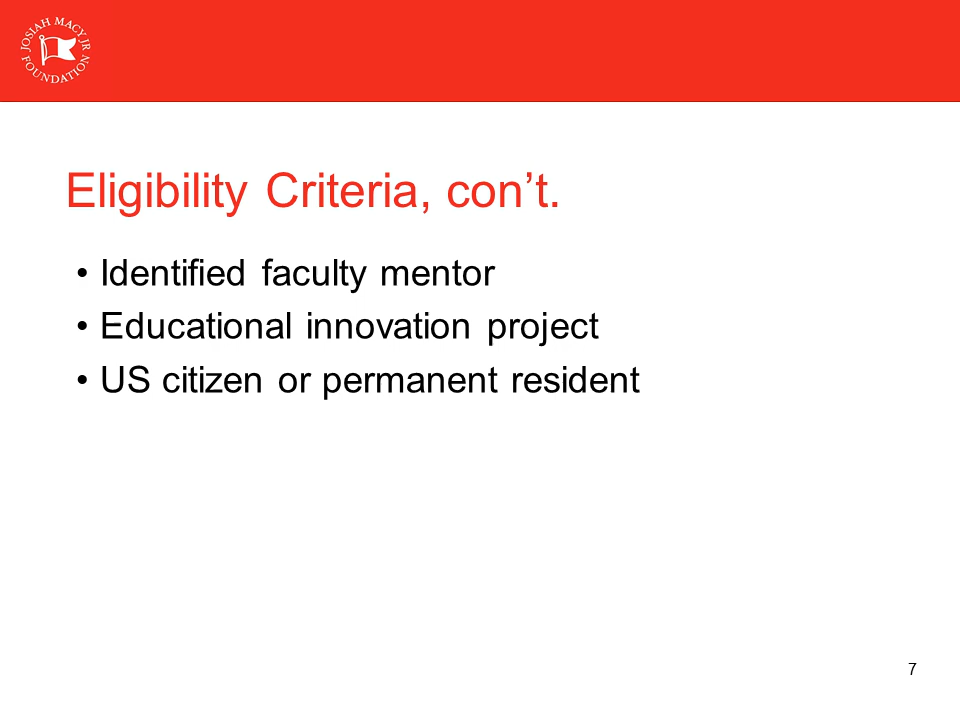 JOSIAH MACY JR
FOUNDATION
Eligibility Criteria, con’t.
• Identified faculty mentor
• Educational innovation project
• US citizen or permanent resident
7